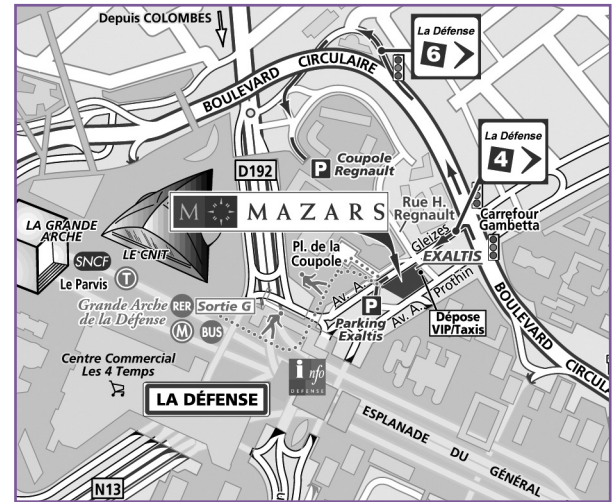 Depuis COLOMBES
La Défense
6
BOULEVARD CIRCULAIRE
La Défense
4
P
Coupole
Regnault
D192
Rue H.
Regnault
Carrefour
Gambetta
M MAZARS
LA GRANDE
ARCHE
LE CNIT
SNCF
Le Parvis
T
Pl. de la
Coupole
Av. A. Gleizes
EXALTIS
Av. A. Prothin
P
Parking
Exaltis
Dépose
VIP/Taxis
Grande Arche
de la Défense
RER
Sortie G
M
BUS
Centre Commercial
Les 4 Temps
info
DÉFENSE
LA DÉFENSE
BOULEVARD CIRCU
ESPLANADE DU GÉNÉRAL
N13